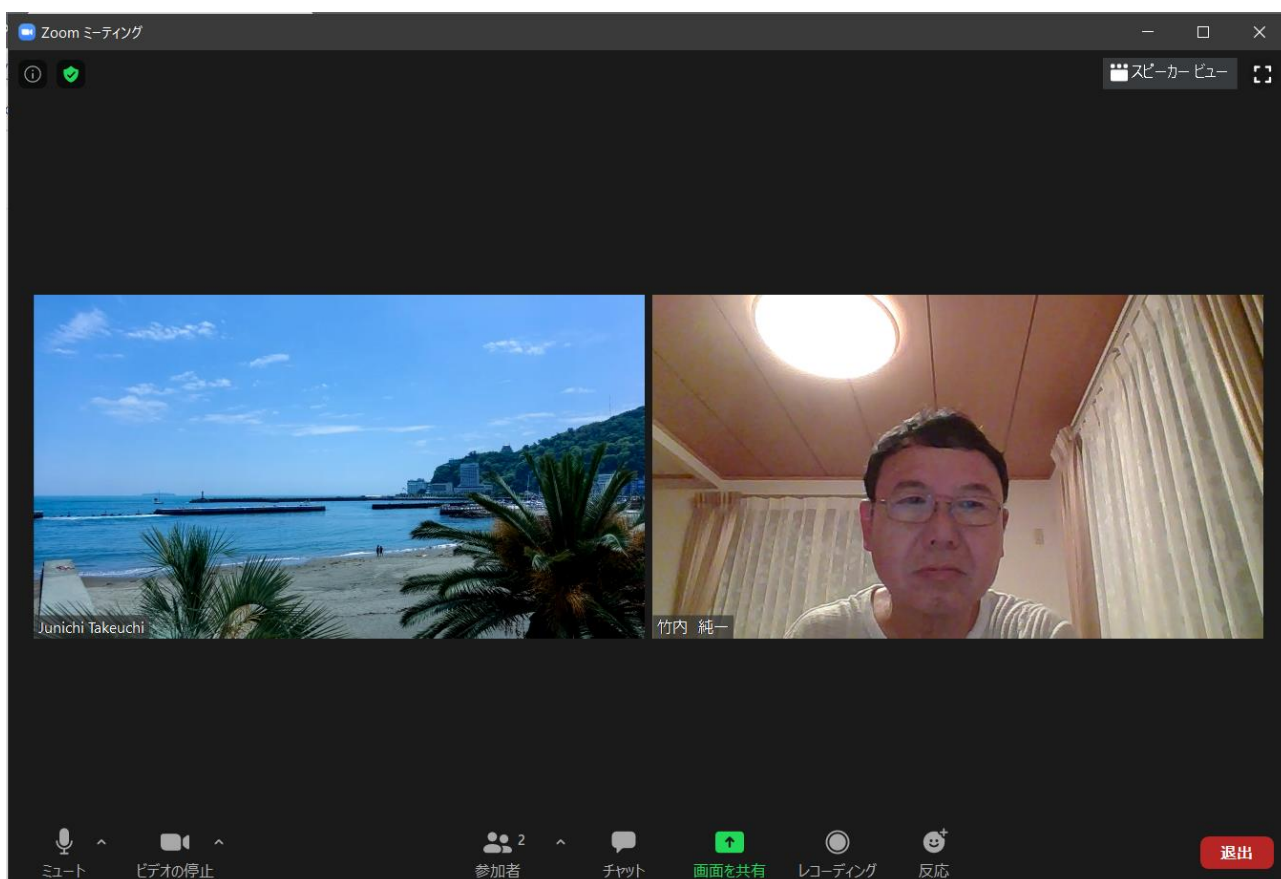 Zoom ミーティング
スピーカー ビュー
Junichi Takeuchi
竹内 純一
2
ミュート
ビデオの停止
参加者
チャット
画面を共有
レコーディング
反応
退出